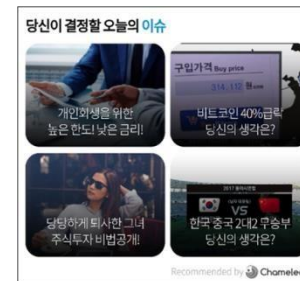 당신이 결정할 오늘의 이슈
개인회생을 위한
높은 한도! 낮은 금리!
구입가격 Buy price
비트코인 40%급락
당신의 생각은?
당당하게 퇴사한 그녀
주식투자 비법공개!
VS
한국 중국 2대2 무승부
당신의 생각은?
Recommended by Chamele